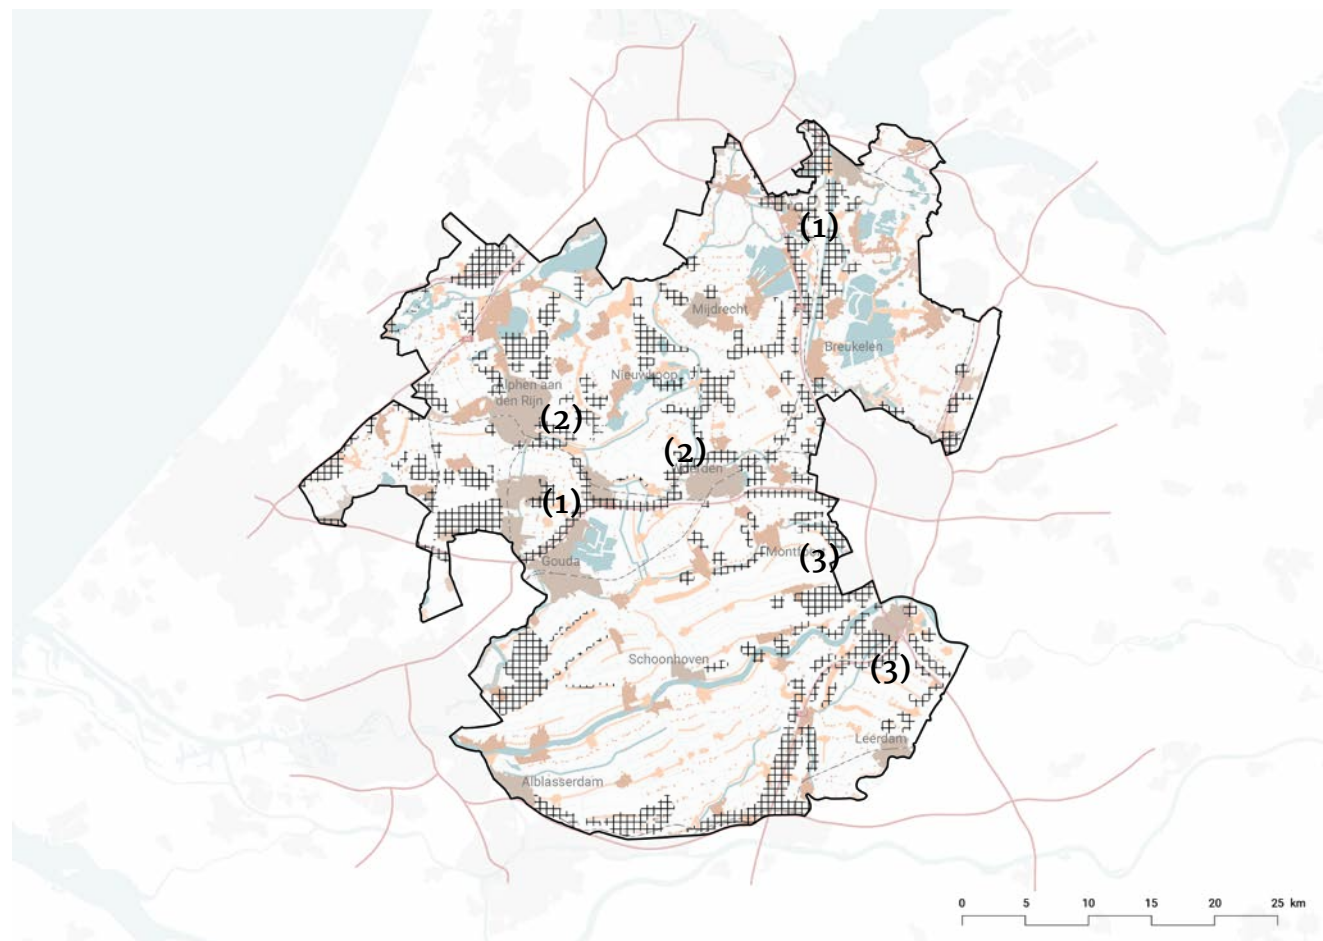 (1)
Mijdrecht
Breukelen
Nieuwkoop
Alphen aan
den Rijn
(2)
(2)
(1)
Gouda
(3)
Schoonhoven
(3)
Leerdam
Alblasserdam
0 5 10 15 20 25 km